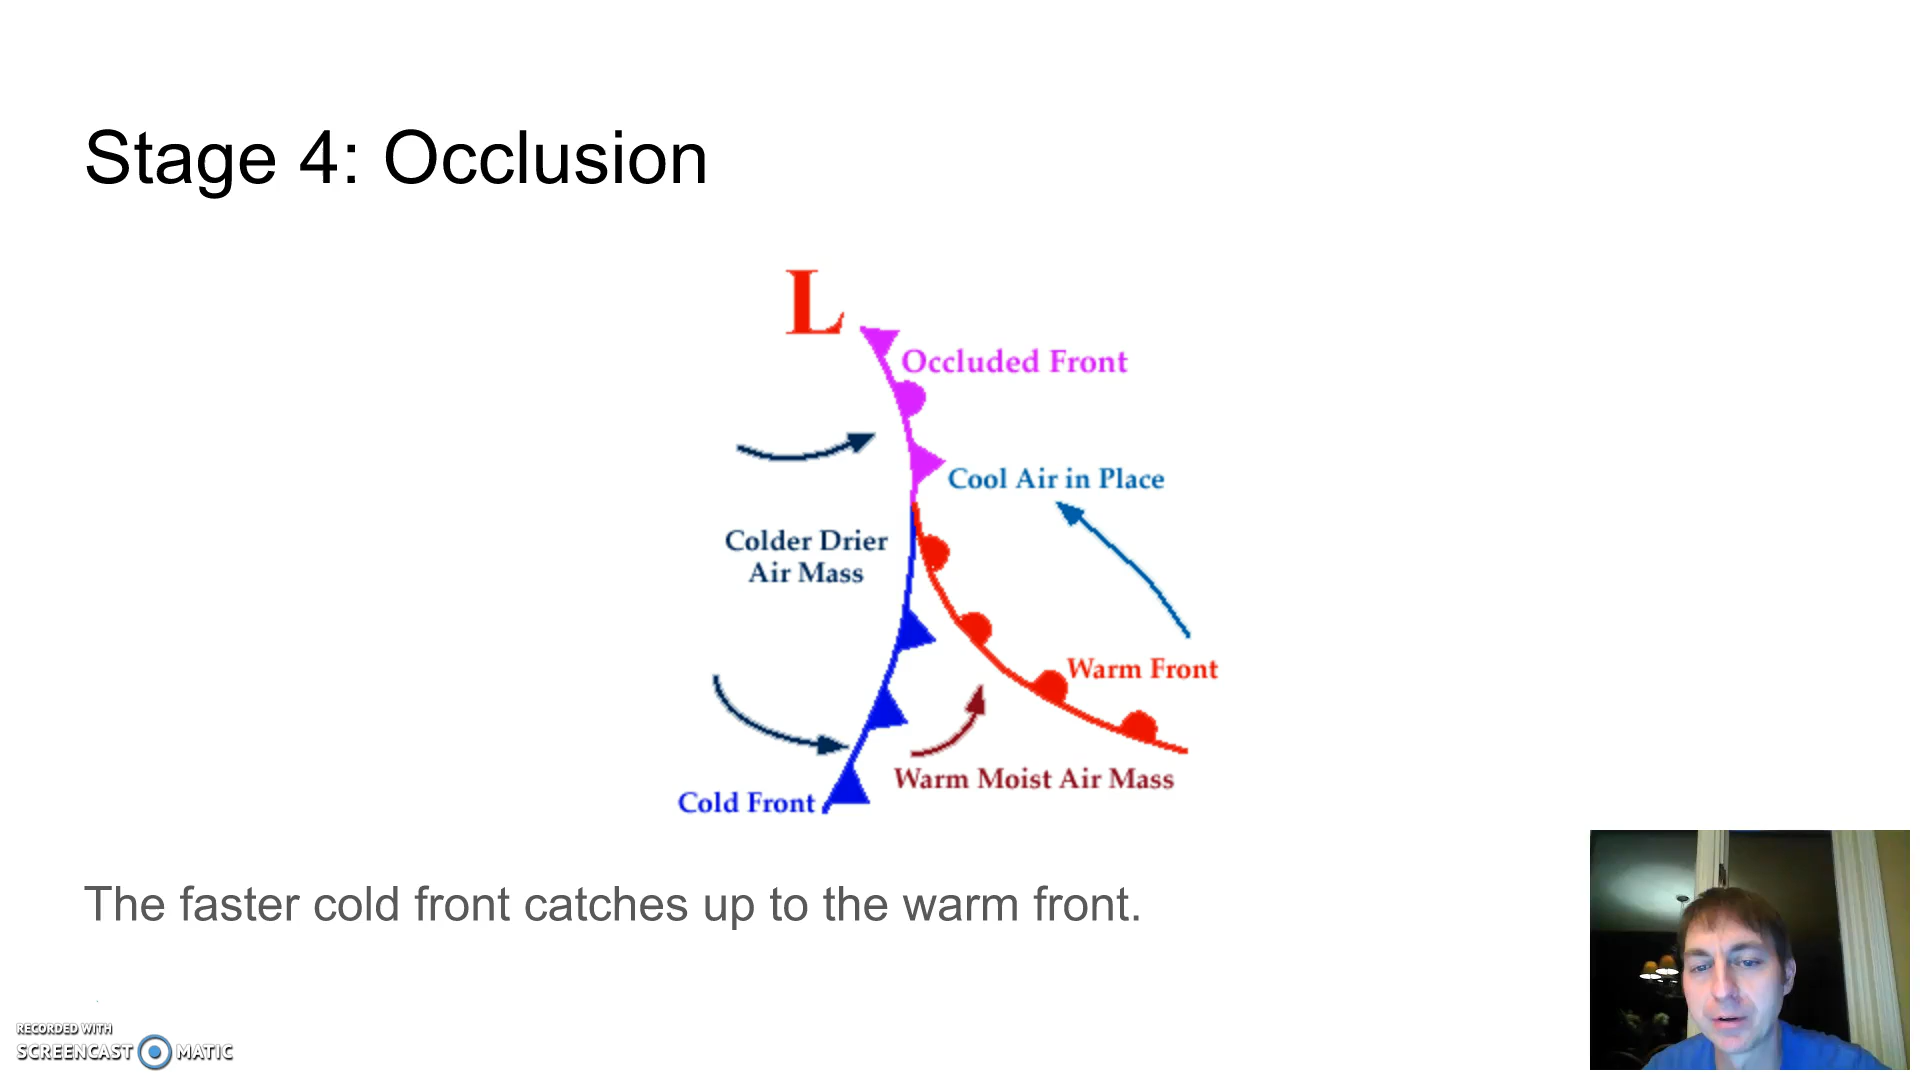 Stage 4: Occlusion
L
Occluded Front
Cool Air in Place
Colder Drier
Air Mass
Warm Front
Warm Moist Air Mass
Cold Front
The faster cold front catches up to the warm front.
RECORDED WITH
SCREENCAST MATIC